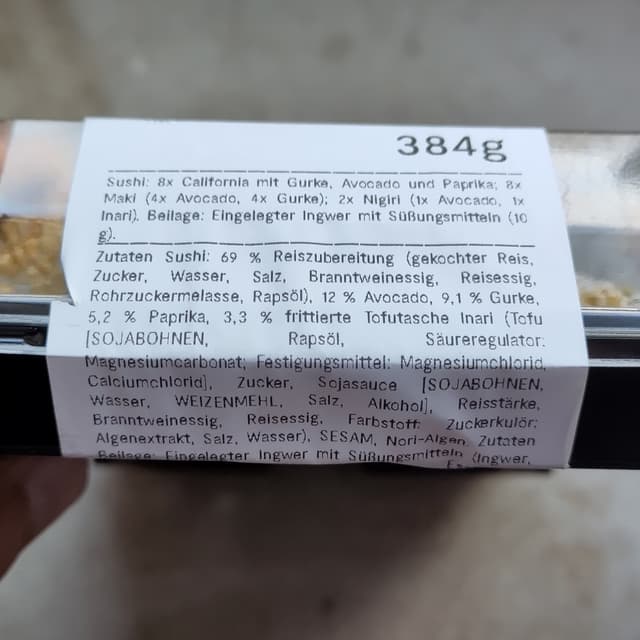 384g
Sushi: 8x California mit Gurke, Avocado und Paprika; 8x
Maki (4x Avocado, 4x Gurke); 2x Nigiri (1x Avocado, 1x
Inari). Beilage: Eingelegter Ingwer mit Süßungsmitteln (10
g).
Zutaten Sushi: 69 % Reiszubereitung (gekochter Reis,
Zucker, Wasser, Salz, Branntweinessig, Reisessig,
Rohrzuckermelasse, Rapsöl), 12 % Avocado, 9,1 % Gurke,
5,2 % Paprika, 3,3 % frittierte Tofutasche Inari (Tofu
[SOJABOHNEN, Rapsöl, Säureregulator:
Magnesiumcarbonat; Festigungsmittel: Magnesiumchlorid,
Calciumchlorid], Zucker, Sojasauce [SOJABOHNEN,
Wasser, WEIZENMEHL, Salz, Alkohol], Reisstärke,
Branntweinessig, Reisessig, Farbstoff: Zuckerkulör;
Algenextrakt, Salz, Wasser), SESAM, Nori-Algen. Zutaten
Beilage: Eingelegter Ingwer mit Süßungsmitteln (Ingwer,